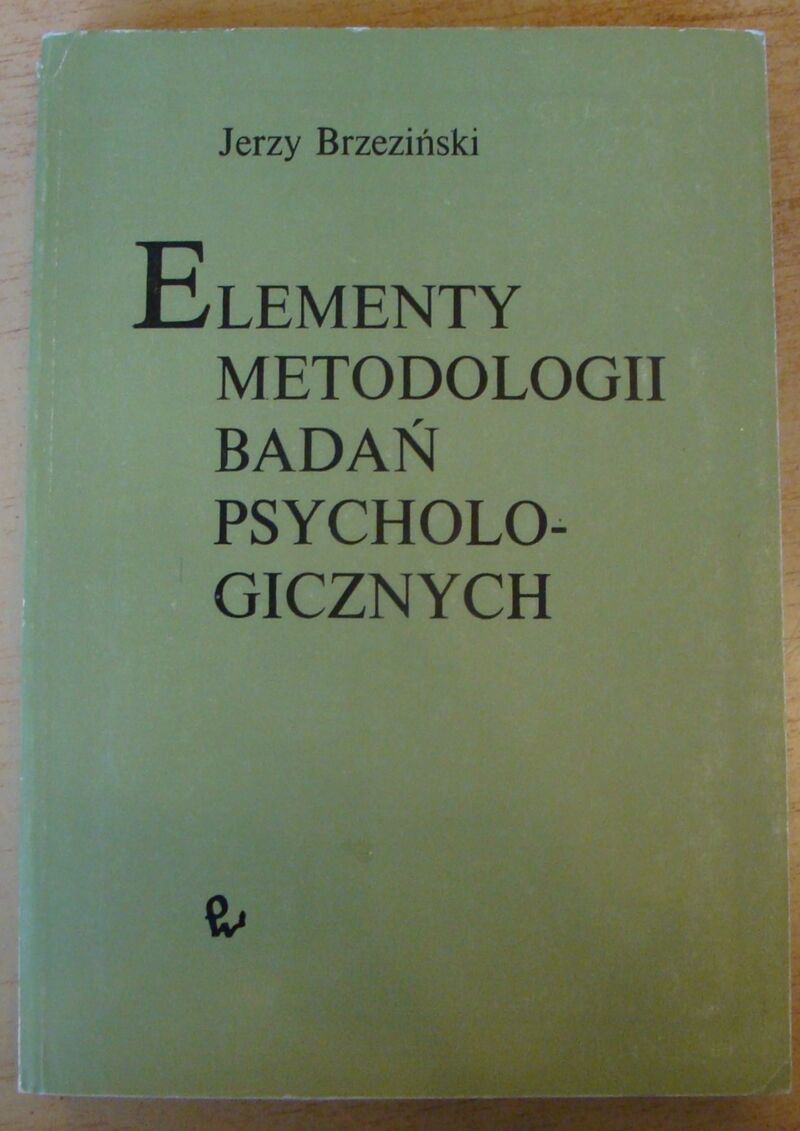 Jerzy Brzeziński
ELEMENTY
METODOLOGII
BADAŃ
PSYCHOLO-
GICZNYCH